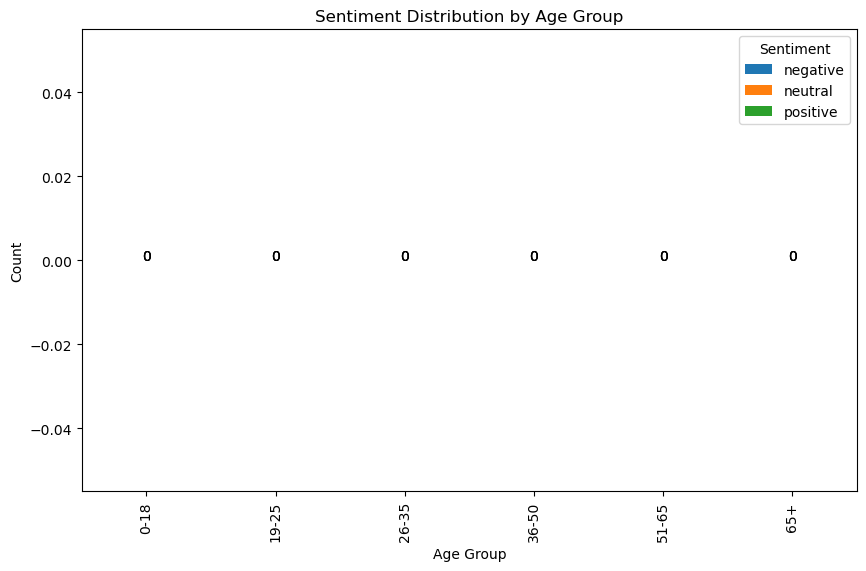 Sentiment Distribution by Age Group
Sentiment
negative
neutral
positive
Count
0.04
0.02
0.00
−0.02
−0.04
0 0 0 0 0 0
0-18 19-25 26-35 36-50 51-65 65+
Age Group